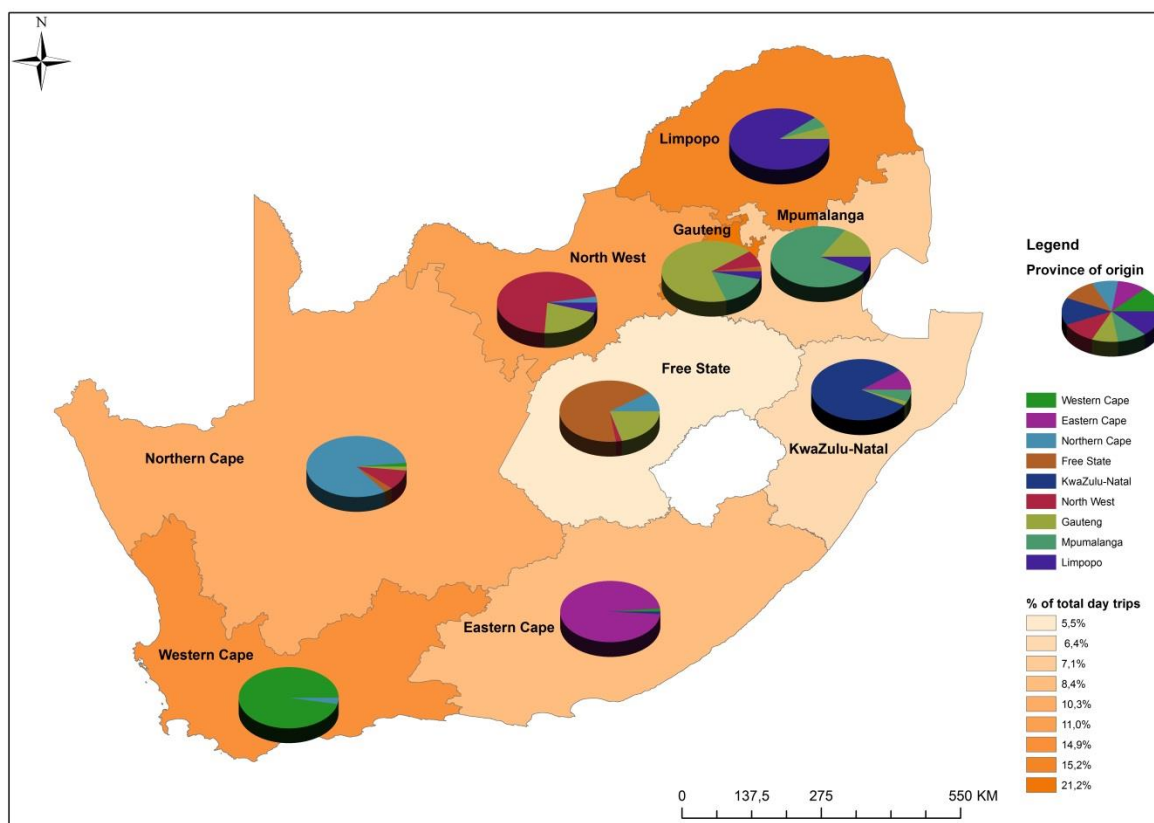 N
Limpopo
Mpumalanga
Gauteng
North West
Free State
KwaZulu-Natal
Northern Cape
Eastern Cape
Western Cape
Legend
Province of origin
Western Cape
Eastern Cape
Northern Cape
Free State
KwaZulu-Natal
North West
Gauteng
Mpumalanga
Limpopo
% of total day trips
5,5%
6,4%
7,1%
8,4%
10,3%
11,0%
14,9%
15,2%
21,2%
0 137,5 275 550 KM